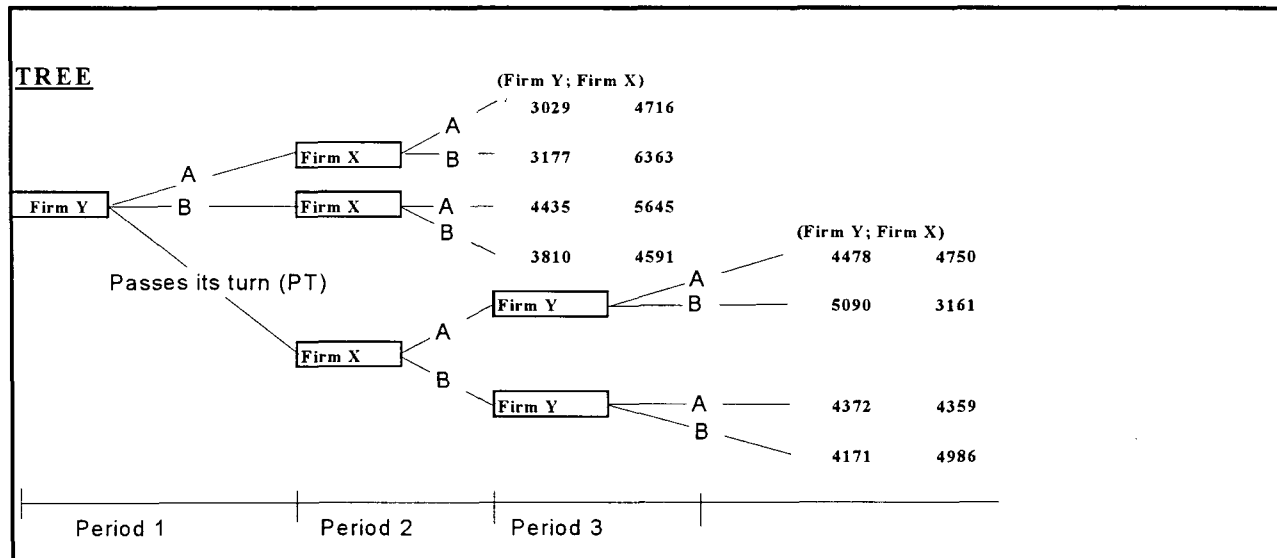 TREE
(Firm Y; Firm X)
A 3029 4716
Firm X
A B 3177 6363
Firm Y B Firm X A 4435 5645
B (Firm Y; Firm X)
3810 4591 4478 4750
Passes its turn (PT) A
Firm Y B 5090 3161
A
Firm X
B
Firm Y A 4372 4359
B
4171 4986
Period 1 Period 2 Period 3